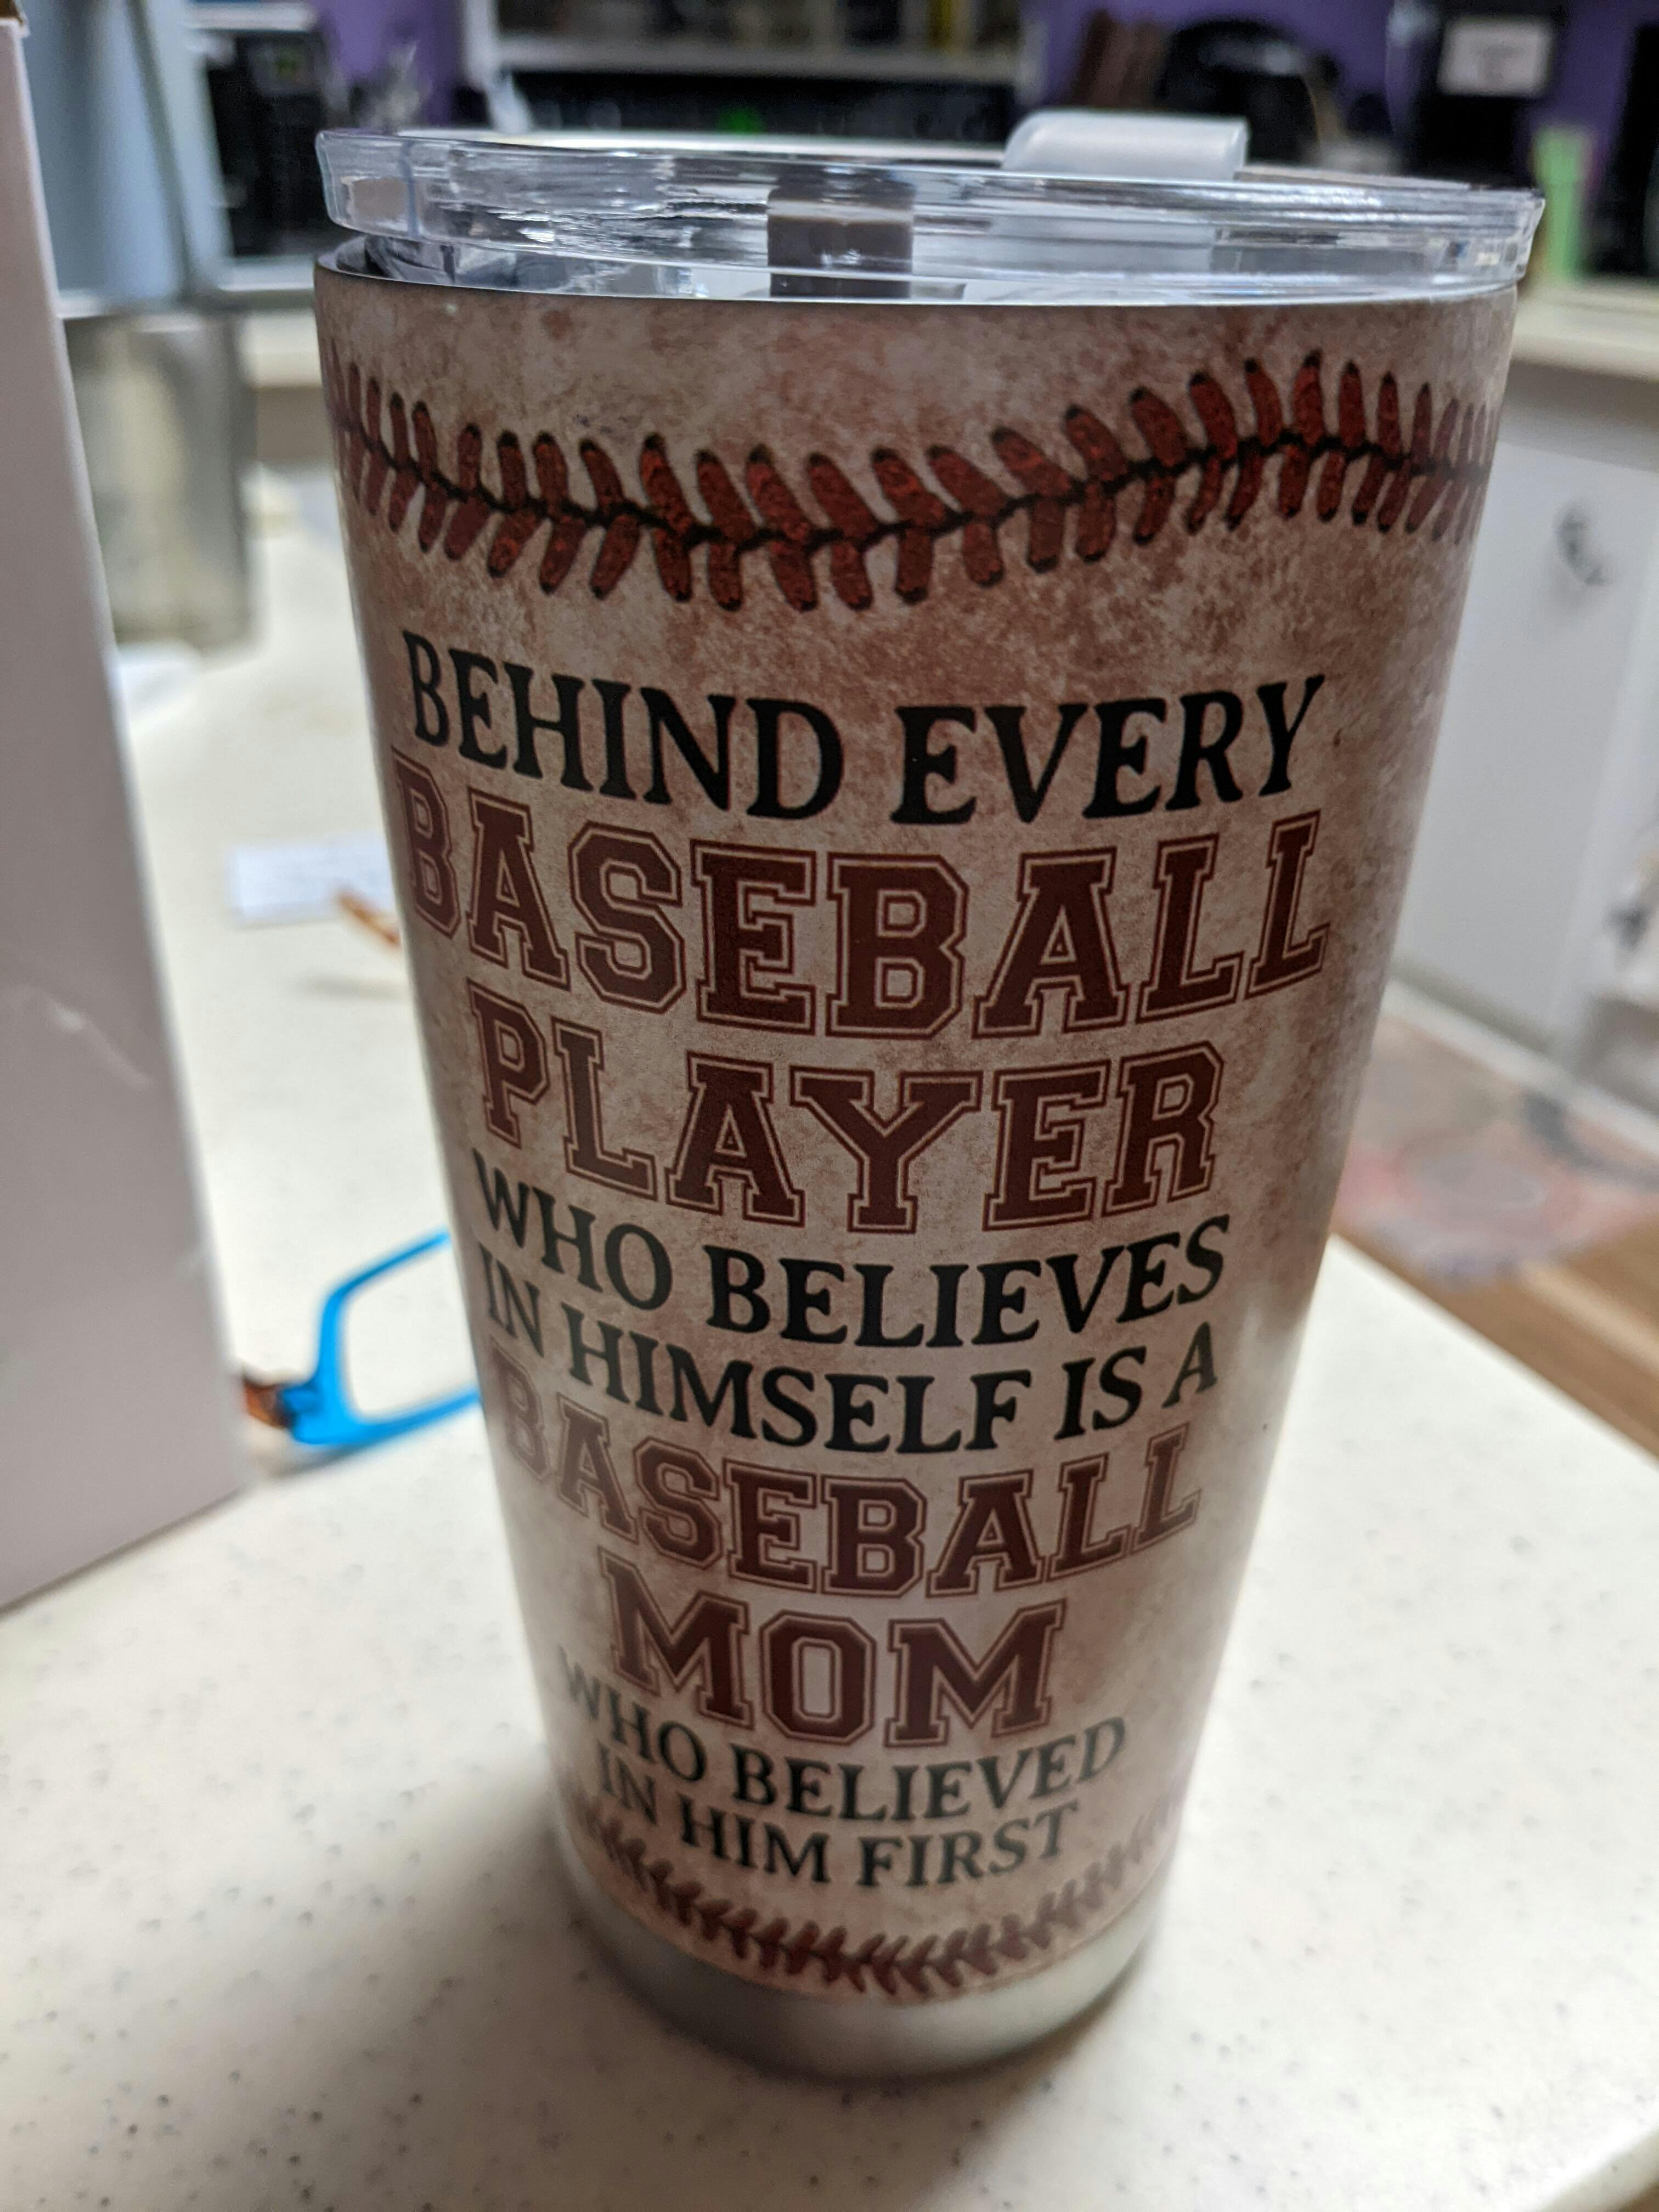 BEHIND EVERY
BASEBALL
PLAYER
WHO BELIEVES
IN HIMSELF IS A
BASEBALL
MOM
WHO BELIEVED
IN HIM FIRST